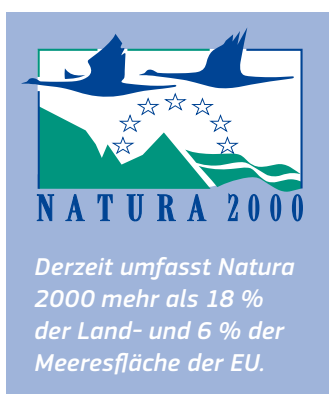 NATURA 2000
Derzeit umfasst Natura
2000 mehr als 18 %
der Land- und 6 % der
Meeresfläche der EU.